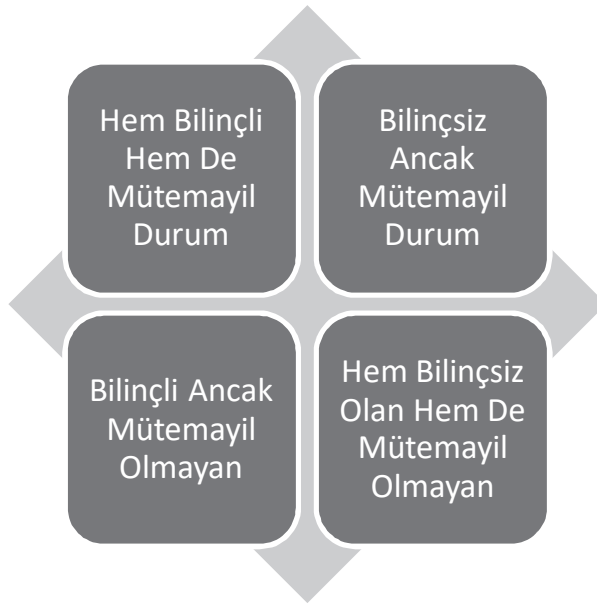 Hem Bilinçli
Hem De
Mütemayil
Durum
Bilinçsiz
Ancak
Mütemayil
Durum
Bilinçli Ancak
Mütemayil
Olmayan
Hem Bilinçsiz
Olan Hem De
Mütemayil
Olmayan